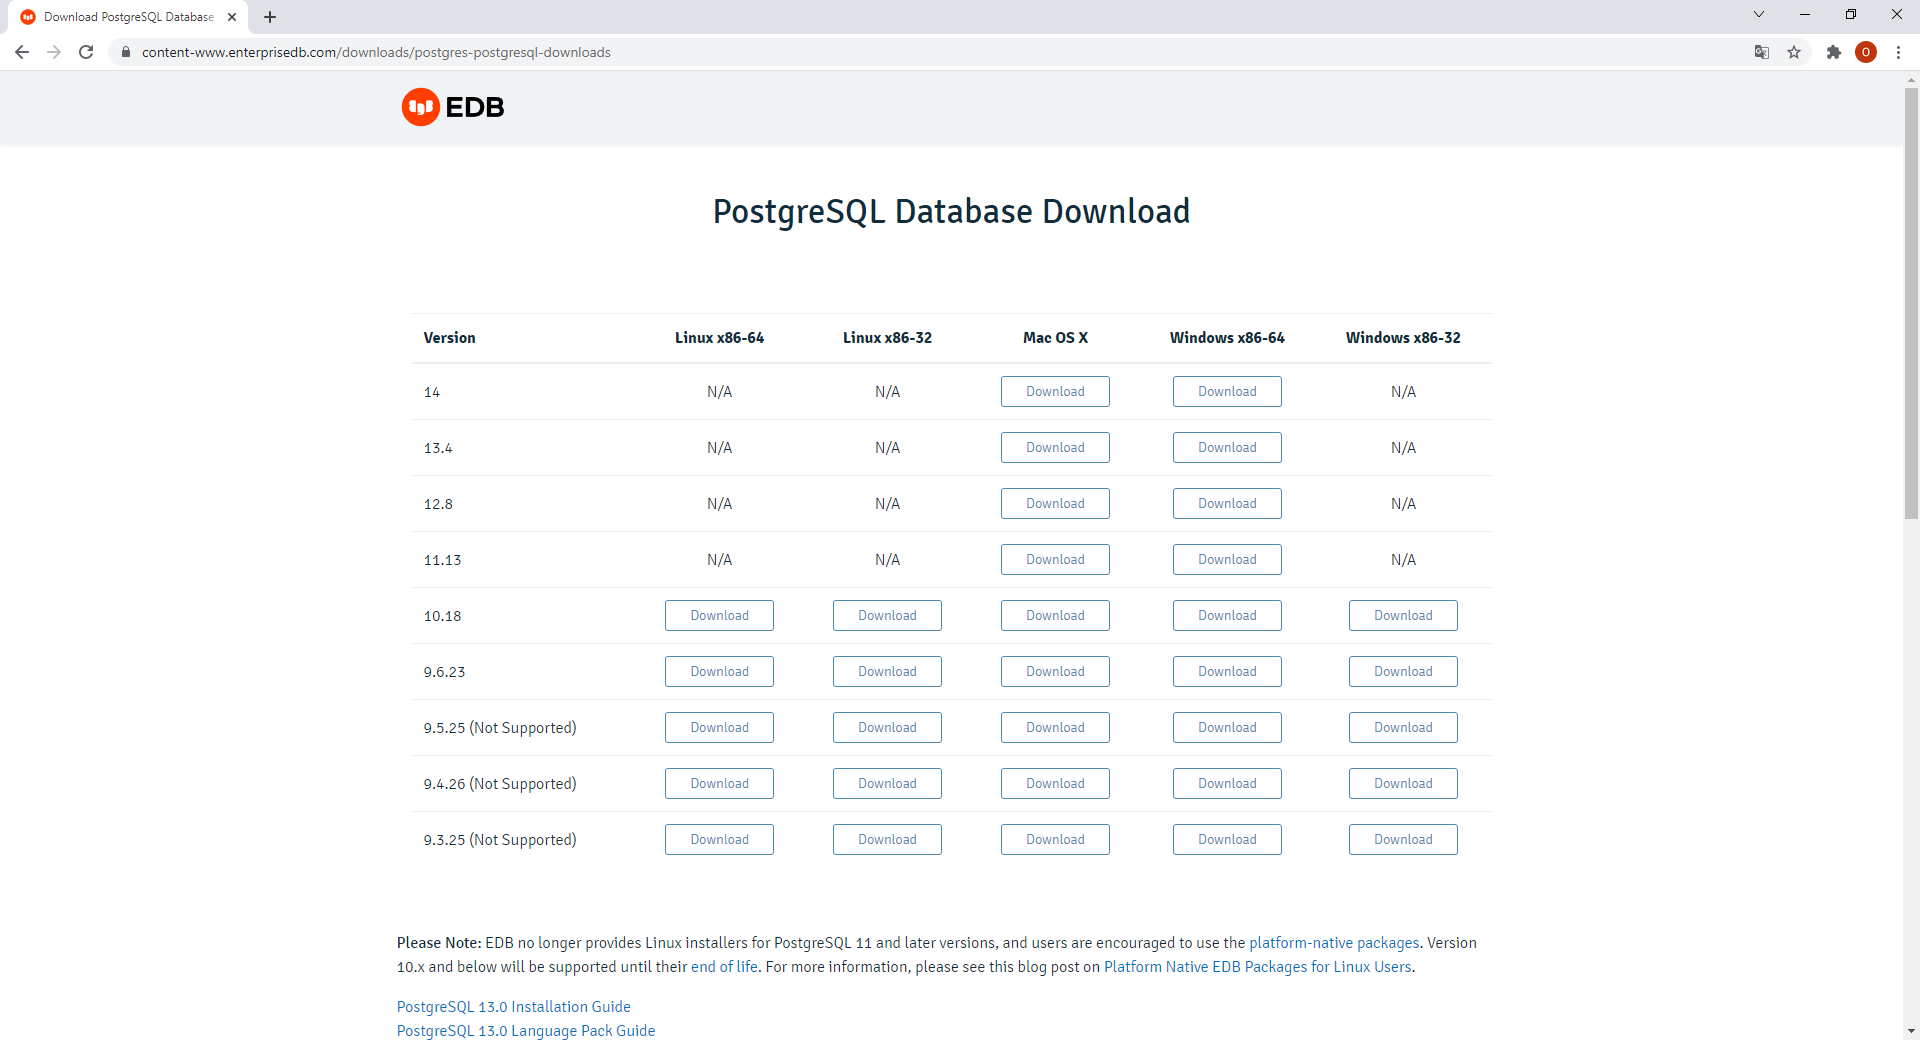 Download PostgreSQL Database
content-www.enterprisedb.com/downloads/postgres-postgresql-downloads
O
EDB
PostgreSQL Database Download
Version Linux x86-64 Linux x86-32 Mac OS X Windows x86-64 Windows x86-32
14 N/A N/A Download Download N/A
13.4 N/A N/A Download Download N/A
12.8 N/A N/A Download Download N/A
11.13 N/A N/A Download Download N/A
10.18 Download Download Download Download Download
9.6.23 Download Download Download Download Download
9.5.25 (Not Supported) Download Download Download Download Download
9.4.26 (Not Supported) Download Download Download Download Download
9.3.25 (Not Supported) Download Download Download Download Download
Please Note: EDB no longer provides Linux installers for PostgreSQL 11 and later versions, and users are encouraged to use the platform-native packages. Version
10.x and below will be supported until their end of life. For more information, please see this blog post on Platform Native EDB Packages for Linux Users.
PostgreSQL 13.0 Installation Guide
PostgreSQL 13.0 Language Pack Guide